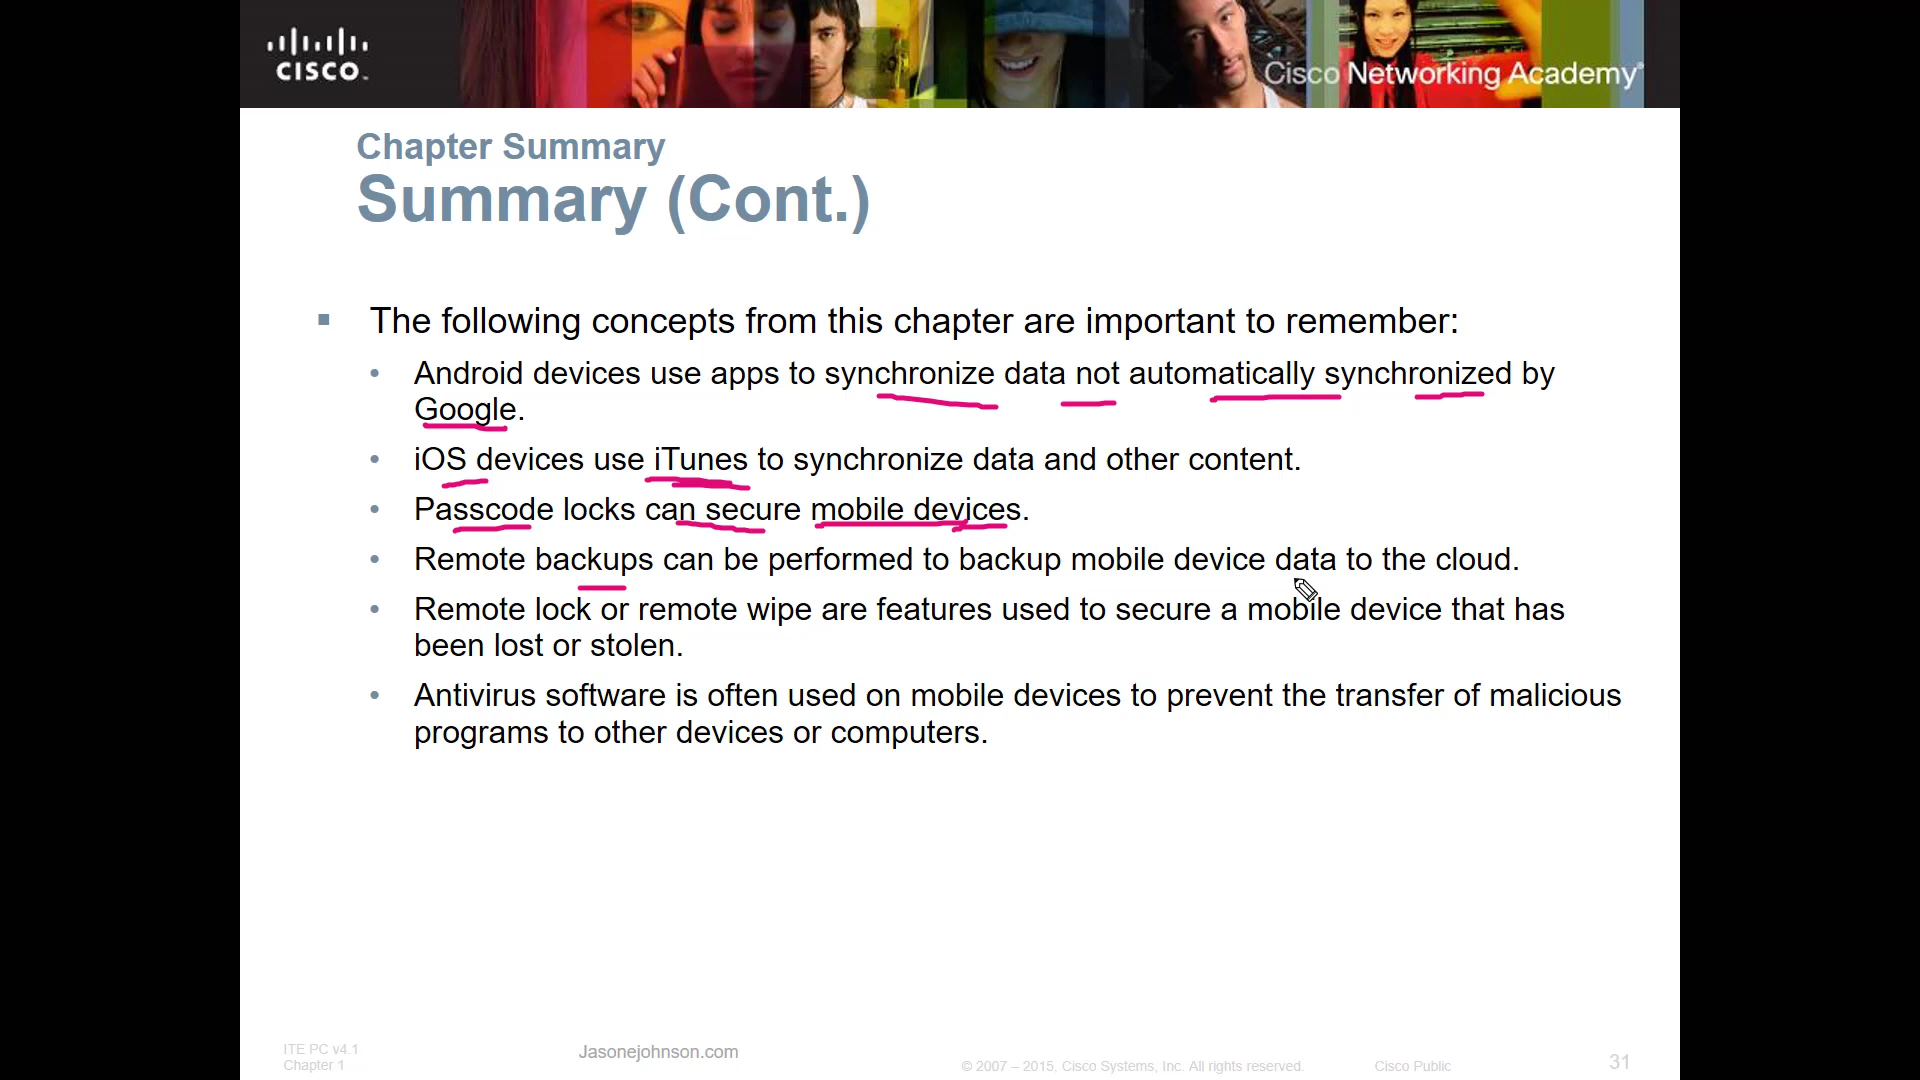 CISCO
Cisco Networking Academy®
Chapter Summary
Summary (Cont.)
The following concepts from this chapter are important to remember:
Android devices use apps to synchronize data not automatically synchronized by
Google.
iOS devices use iTunes to synchronize data and other content.
Passcode locks can secure mobile devices.
Remote backups can be performed to backup mobile device data to the cloud.
Remote lock or remote wipe are features used to secure a mobile device that has
been lost or stolen.
Antivirus software is often used on mobile devices to prevent the transfer of malicious
programs to other devices or computers.
ITE PC v4.1
Chapter 1
Jasonejohnson.com
© 2007 – 2015, Cisco Systems, Inc. All rights reserved.
Cisco Public
31